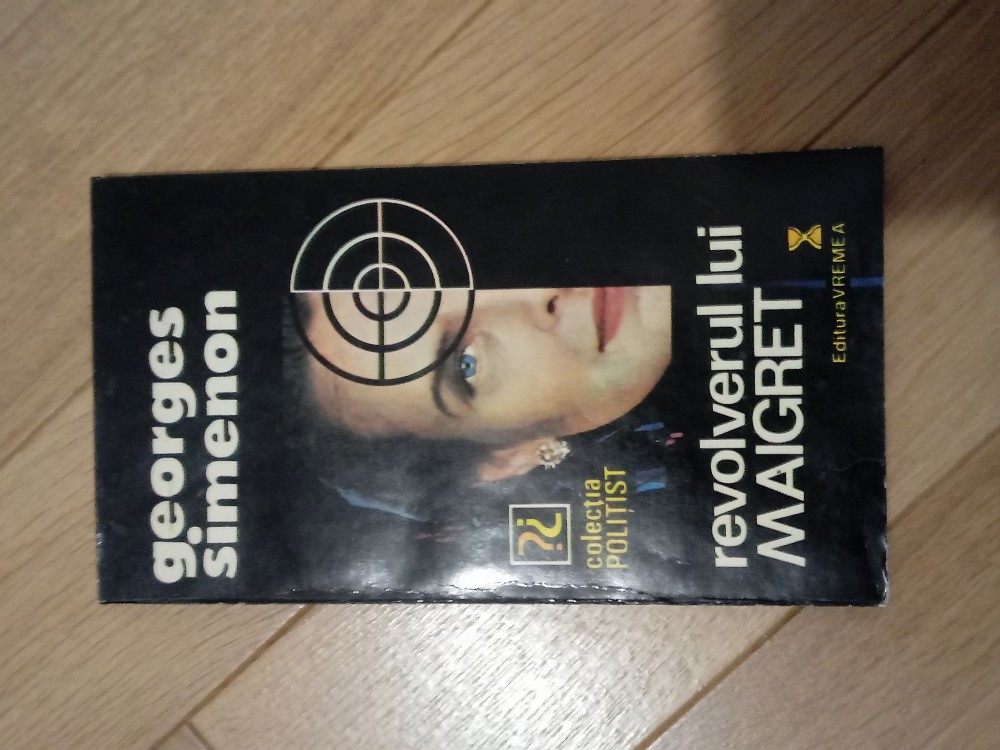 georges
simenon
?¿
colecția
POLIȚIST
revolverul lui
MAIGRET
Editura VREMEA